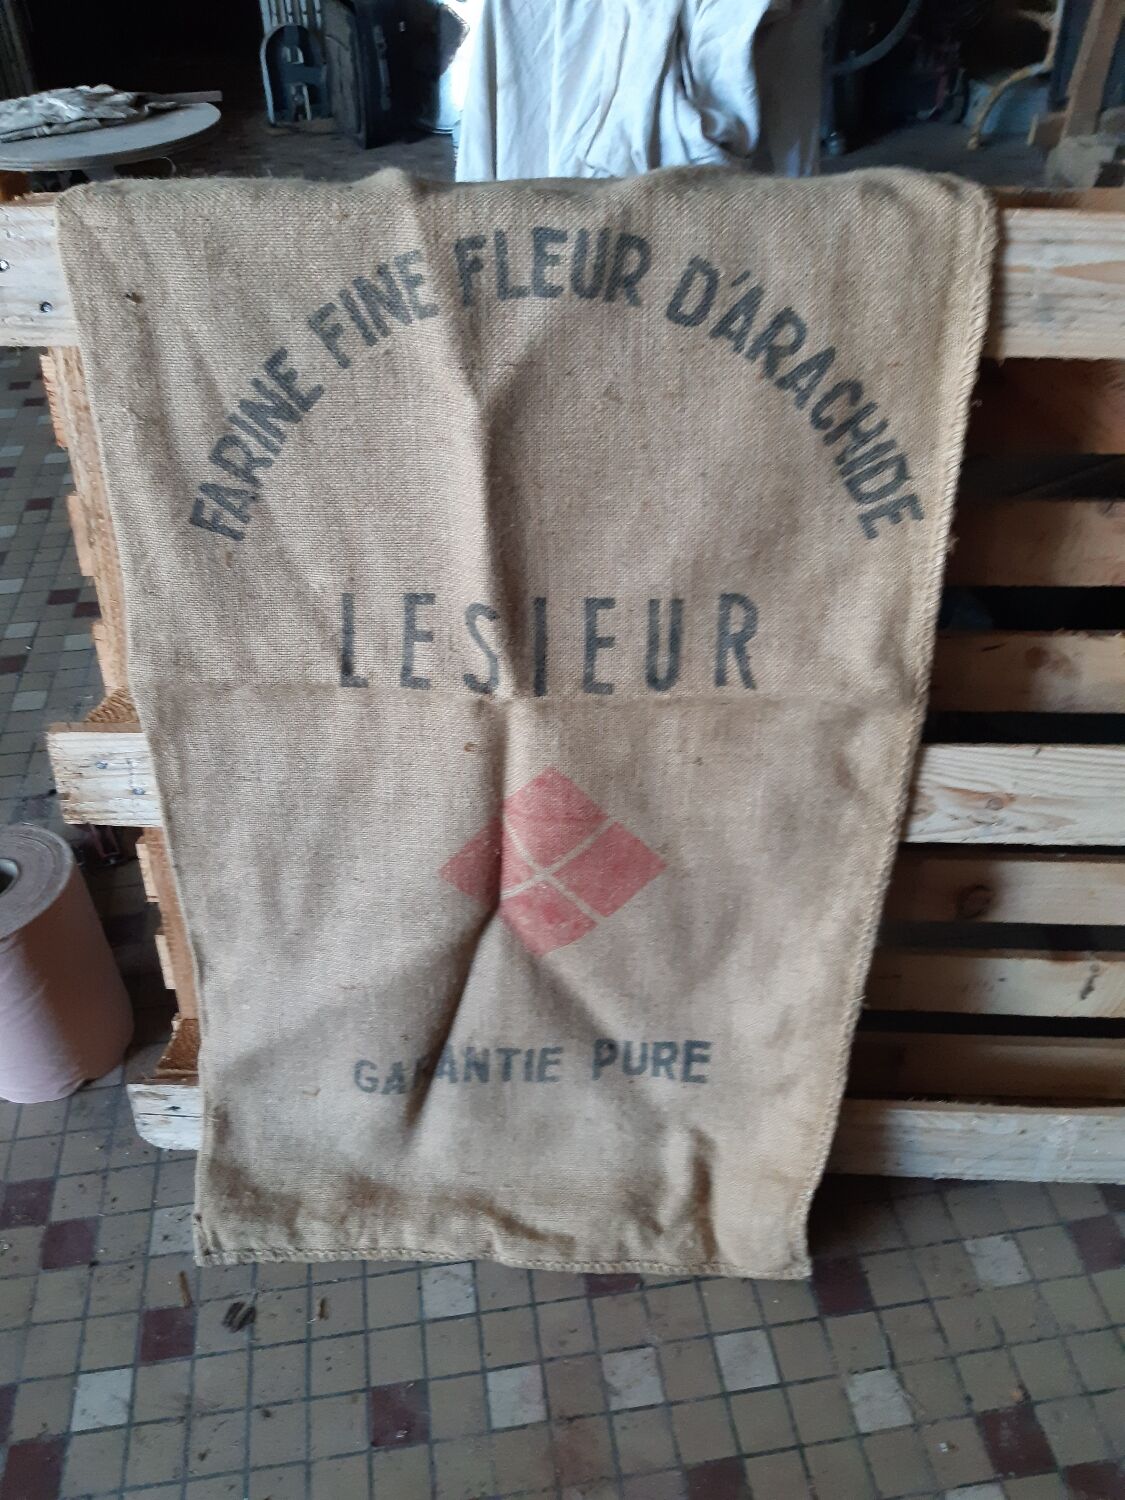 FARINE FINE FLEUR D'ARACHIDE
LESIEUR
GARANTIE PURE